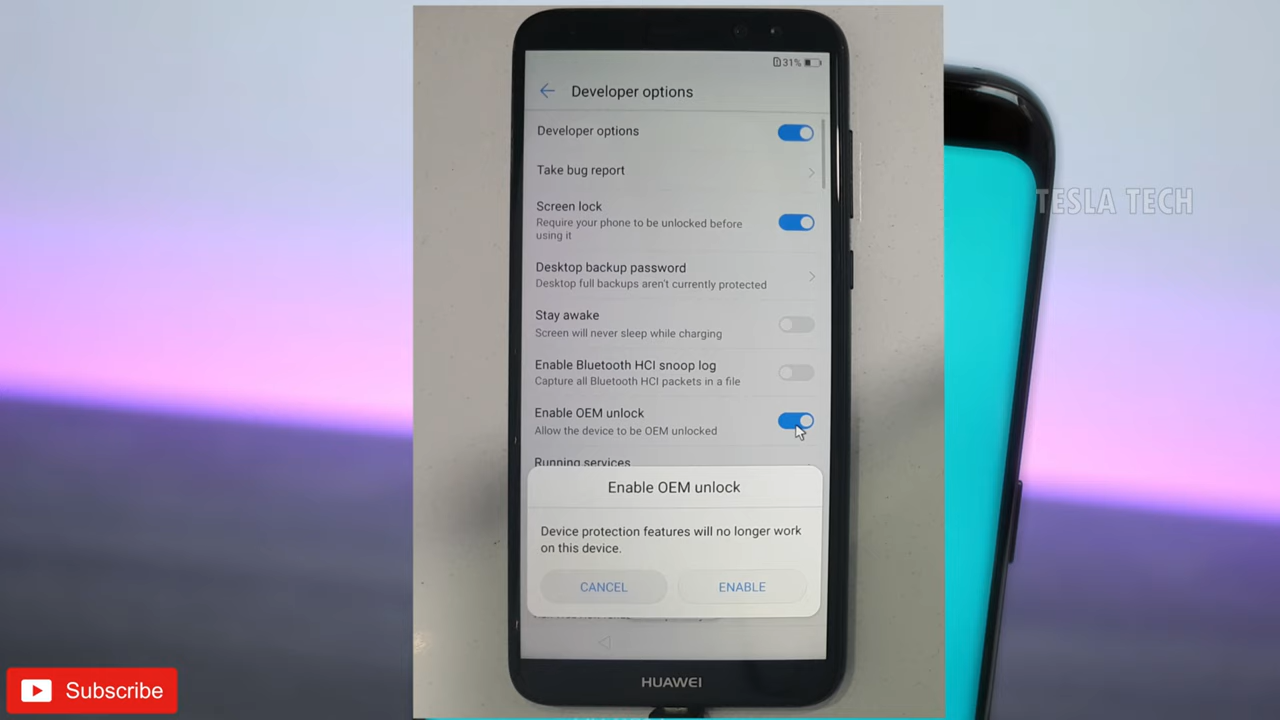 31%
Developer options
Developer options
Take bug report
Screen lock
Require your phone to be unlocked before
using it
Desktop backup password
Desktop full backups aren't currently protected
Stay awake
Screen will never sleep while charging
Enable Bluetooth HCI snoop log
Capture all Bluetooth HCI packets in a file
Enable OEM unlock
Allow the device to be OEM unlocked
Running services
Enable OEM unlock
Device protection features will no longer work
on this device.
CANCEL
ENABLE
HUAWEI
TESLA TECH
Subscribe